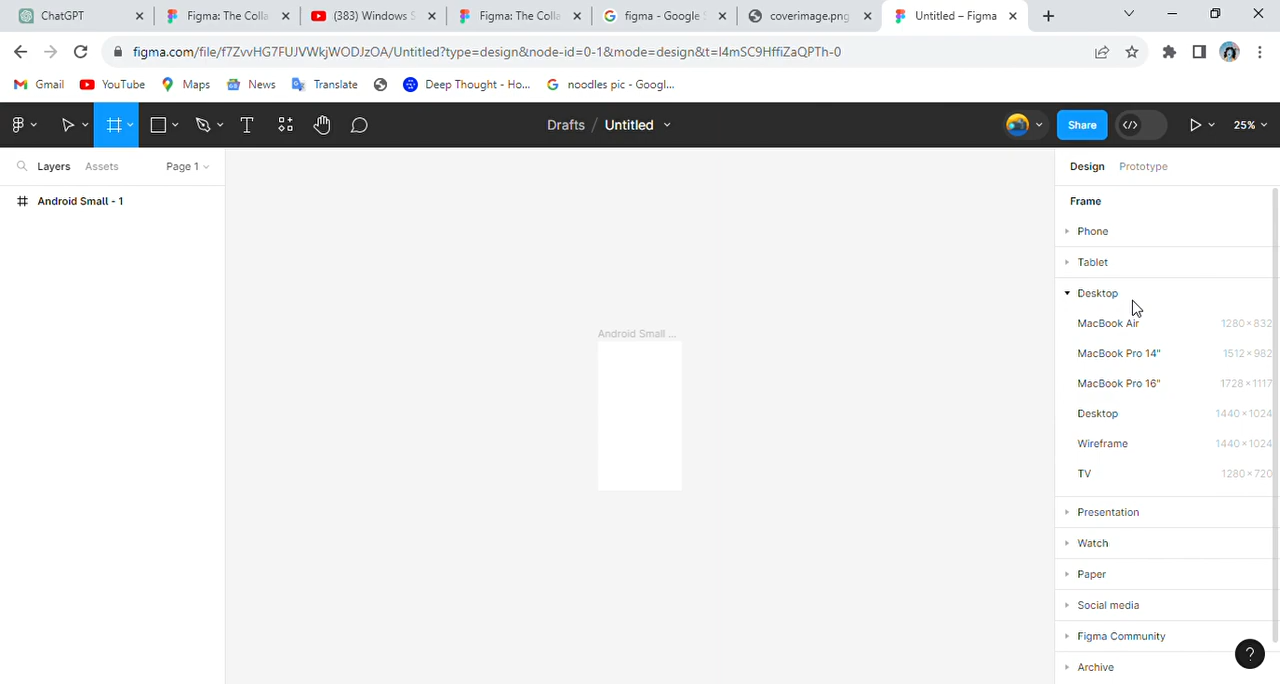 ChatGPT
Figma: The Colla
(383) Windows S
Figma: The Colla
figma - Google S
coverimage.png
Untitled – Figma
figma.com/file/f7ZvvHG7FUJVWkjWODJzOA/Untitled?type=design&node-id=0-1&mode=design&t=I4mSC9HffiZaQPTh-0
Gmail
YouTube
Maps
News
Translate
Deep Thought - Ho...
noodles pic - Googl...
Drafts / Untitled
Share
25%
Layers
Assets
Page 1
Design
Prototype
Android Small - 1
Android Small ...
Frame
Phone
Tablet
Desktop
MacBook Air 1280×832
MacBook Pro 14" 1512×982
MacBook Pro 16" 1728×1117
Desktop 1440×1024
Wireframe 1440×1024
TV 1280×720
Presentation
Watch
Paper
Social media
Figma Community
Archive
?